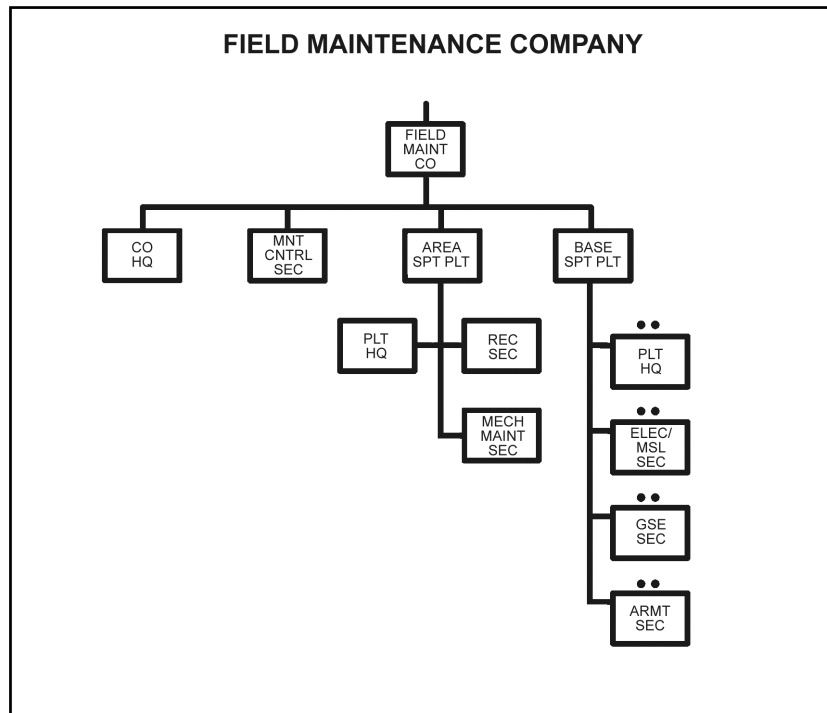 FIELD MAINTENANCE COMPANY
FIELD
MAINT
CO
CO
HQ
MNT
CNTRL
SEC
AREA
SPT PLT
BASE
SPT PLT
PLT
HQ
REC
SEC
PLT
HQ
MECH
MAINT
SEC
ELEC/
MSL
SEC
GSE
SEC
ARMT
SEC